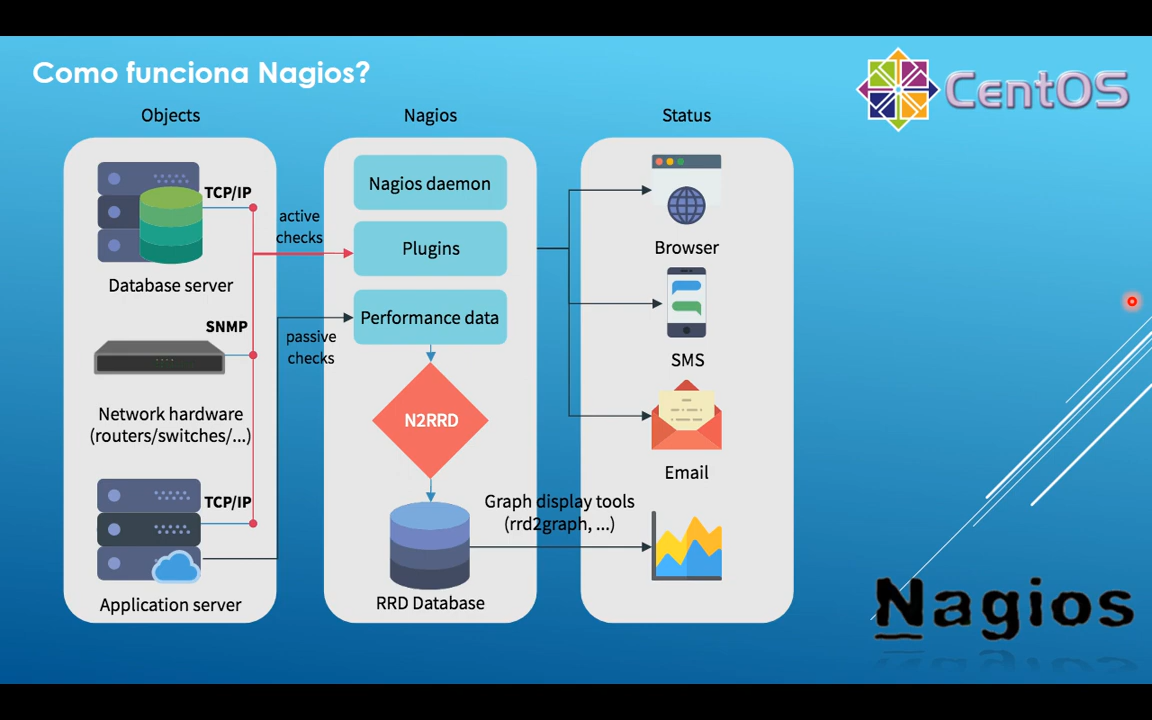 Como funciona Nagios?
CentOS
Objects
Nagios
Status
TCP/IP
Database server
SNMP
Network hardware
(routers/switches/...)
TCP/IP
Application server
active
checks
passive
checks
Nagios daemon
Plugins
Performance data
N2RRD
RRD Database
Graph display tools
(rrd2graph, ...)
Browser
SMS
Email
Nagios